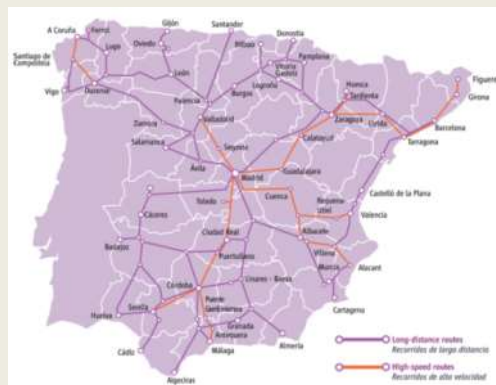 Gijón
Santander
A Coruña
Ferrol
Donostia
Oviedo
Bilbao
Santiago de
Compostela
Lugo
Vitoria
Gasteiz
Pamplona
León
Logroño
Huesca
Figueres
Vigo
Ourense
Burgos
Tardienta
Girona
Palencia
Zamora
Valladolid
Zaragoza
Lleida
Barcelona
Salamanca
Segovia
Calatayud
Tarragona
Ávila
Guadalajara
Madrid
Toledo
Cuenca
Castelló de la Plana
Requena
Utiel
Cáceres
Valencia
Badajoz
Ciudad Real
Albacete
Puertollano
Villena
Alacant
Murcia
Linares - Baeza
Córdoba
Cartagena
Huelva
Sevilla
Puente
Granada
Antequera
Almería
Cádiz
Málaga
Algeciras
Long-distance routes
Recorridos de larga distancia
High-speed routes
Recorridos de alta velocidad